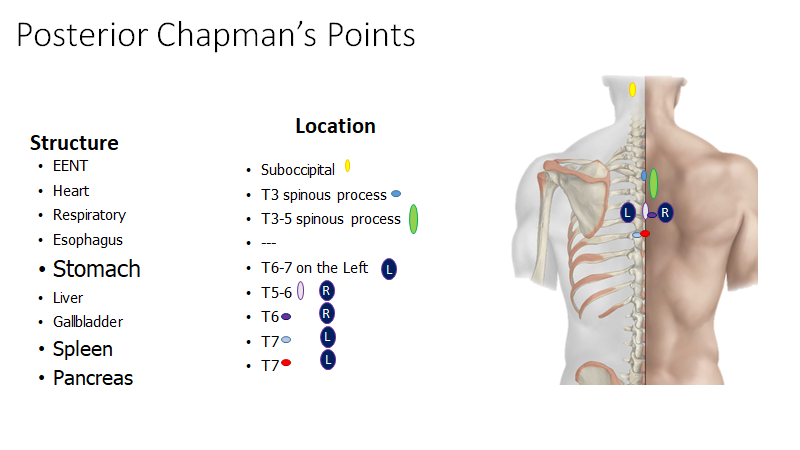 Posterior Chapman's Points
Structure
• EENT
• Heart
• Respiratory
• Esophagus
• Stomach
• Liver
• Gallbladder
• Spleen
• Pancreas
Location
• Suboccipital
• T3 spinous process
• T3-5 spinous process
• ---
• T6-7 on the Left L
• T5-6 R
• T6 R
• T7 L
• T7 L
L R